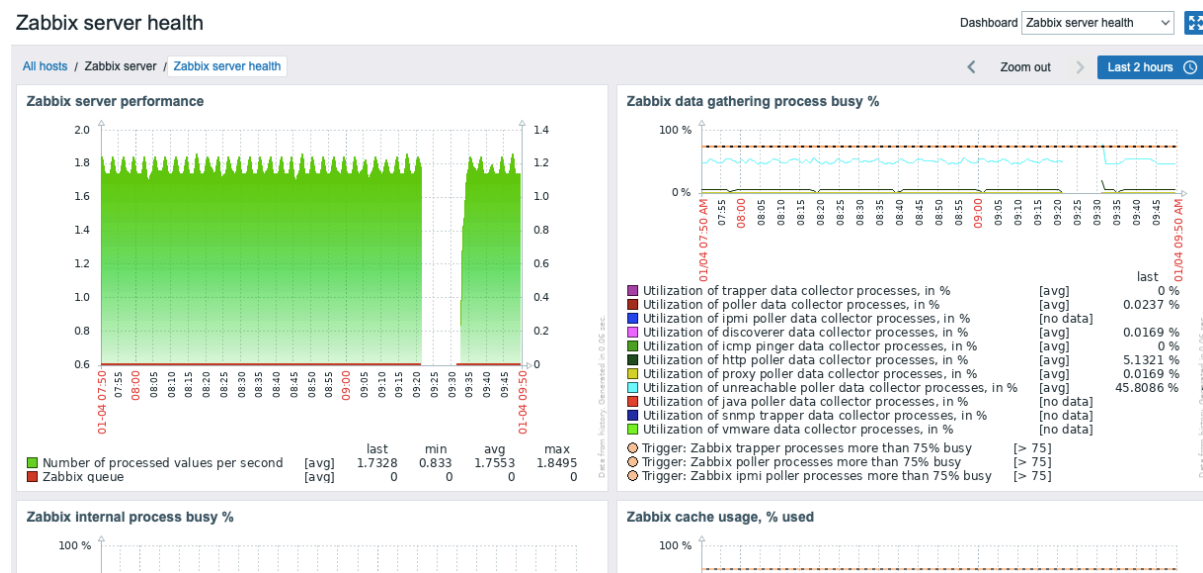 Zabbix server health
Dashboard Zabbix server health
All hosts / Zabbix server / Zabbix server health
Zoom out
Last 2 hours
Zabbix server performance
2.0
1.8
1.6
1.4
1.2
1.0
0.8
0.6
1.4
1.2
1.0
0.8
0.6
0.4
0.2
0
01-04 07:50
07:55
08:00
08:05
08:10
08:15
08:20
08:25
08:30
08:35
08:40
08:45
08:50
08:55
09:00
09:05
09:10
09:15
09:20
09:25
09:30
09:35
09:40
09:45
01-04 09:50
last min avg max
Number of processed values per second [avg] 1.7328 0.833 1.7553 1.8495
Zabbix queue [avg] 0 0 0 0
Data from history. Generated in 0.06 sec.
Zabbix data gathering process busy %
100 %
0 %
01/04 07:50 AM
07:55
08:00
08:05
08:10
08:15
08:20
08:25
08:30
08:35
08:40
08:45
08:50
08:55
09:00
09:05
09:10
09:15
09:20
09:25
09:30
09:35
09:40
09:45
01/04 09:50 AM
last
Utilization of trapper data collector processes, in % [avg] 0 %
Utilization of poller data collector processes, in % [avg] 0.0237 %
Utilization of ipmi poller data collector processes, in % [no data]
Utilization of discoverer data collector processes, in % [avg] 0.0169 %
Utilization of icmp pinger data collector processes, in % [avg] 0 %
Utilization of http poller data collector processes, in % [avg] 5.1321 %
Utilization of proxy poller data collector processes, in % [avg] 0.0169 %
Utilization of unreachable poller data collector processes, in % [avg] 45.8086 %
Utilization of java poller data collector processes, in % [no data]
Utilization of snmp trapper data collector processes, in % [no data]
Utilization of vmware data collector processes, in % [no data]
Trigger: Zabbix trapper processes more than 75% busy [> 75]
Trigger: Zabbix poller processes more than 75% busy [> 75]
Trigger: Zabbix ipmi poller processes more than 75% busy [> 75]
Zabbix internal process busy %
100 %
Zabbix cache usage, % used
100 %